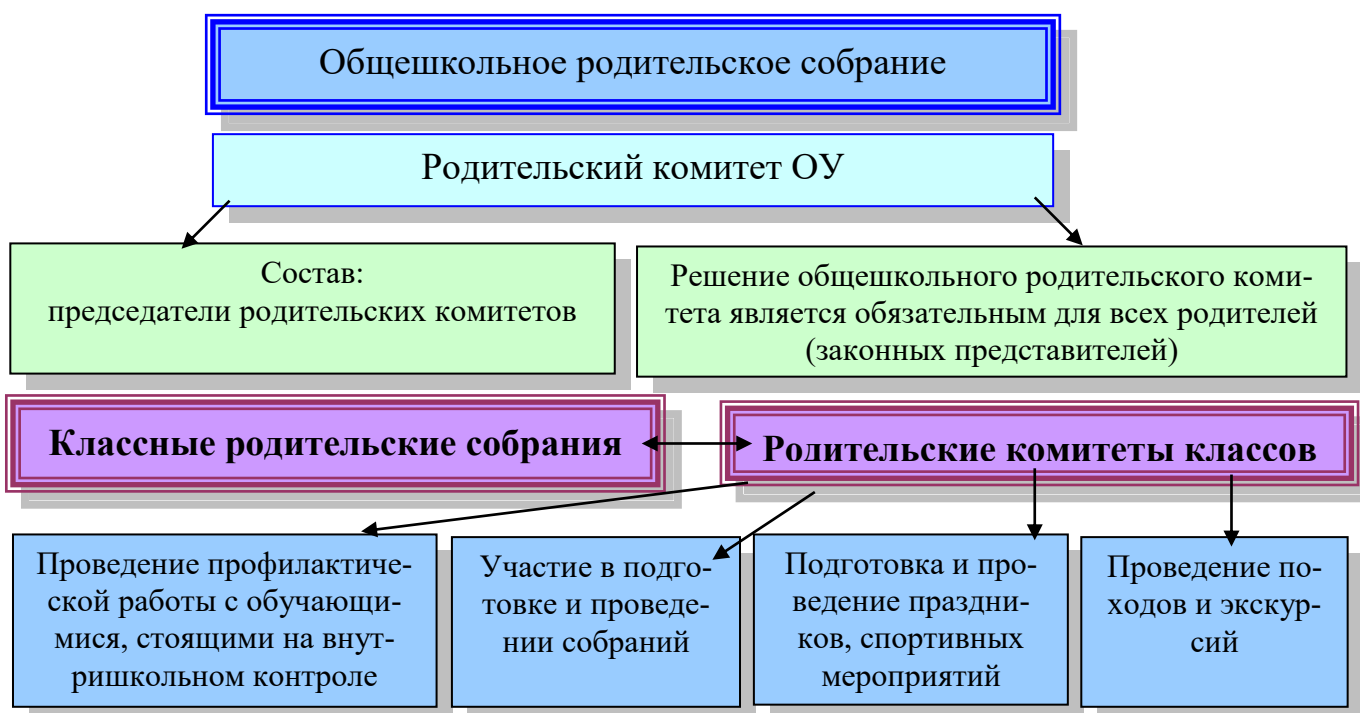 Общешкольное родительское собрание
Родительский комитет ОУ
Состав:
председатели родительских комитетов
Решение общешкольного родительского коми-
тета является обязательным для всех родителей
(законных представителей)
Классные родительские собрания
Родительские комитеты классов
Проведение профилактиче-
ской работы с обучающи-
мися, стоящими на внут-
ришкольном контроле
Участие в подго-
товке и проведе-
нии собраний
Подготовка и про-
ведение праздни-
ков, спортивных
мероприятий
Проведение по-
ходов и экскур-
сий